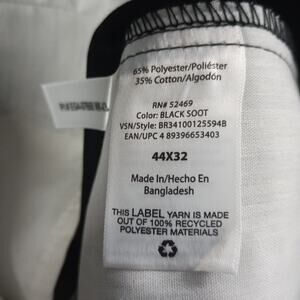 65% Polyester/Poliéster
35% Cotton/Algodón
RN# 52469
Color: BLACK SOOT
VSN/Style: BR34100125594B
EAN/UPC 4 89396653403
44X32
Made In/Hecho En
Bangladesh
THIS LABEL YARN IS MADE
OUT OF 100% RECYCLED
POLYESTER MATERIALS